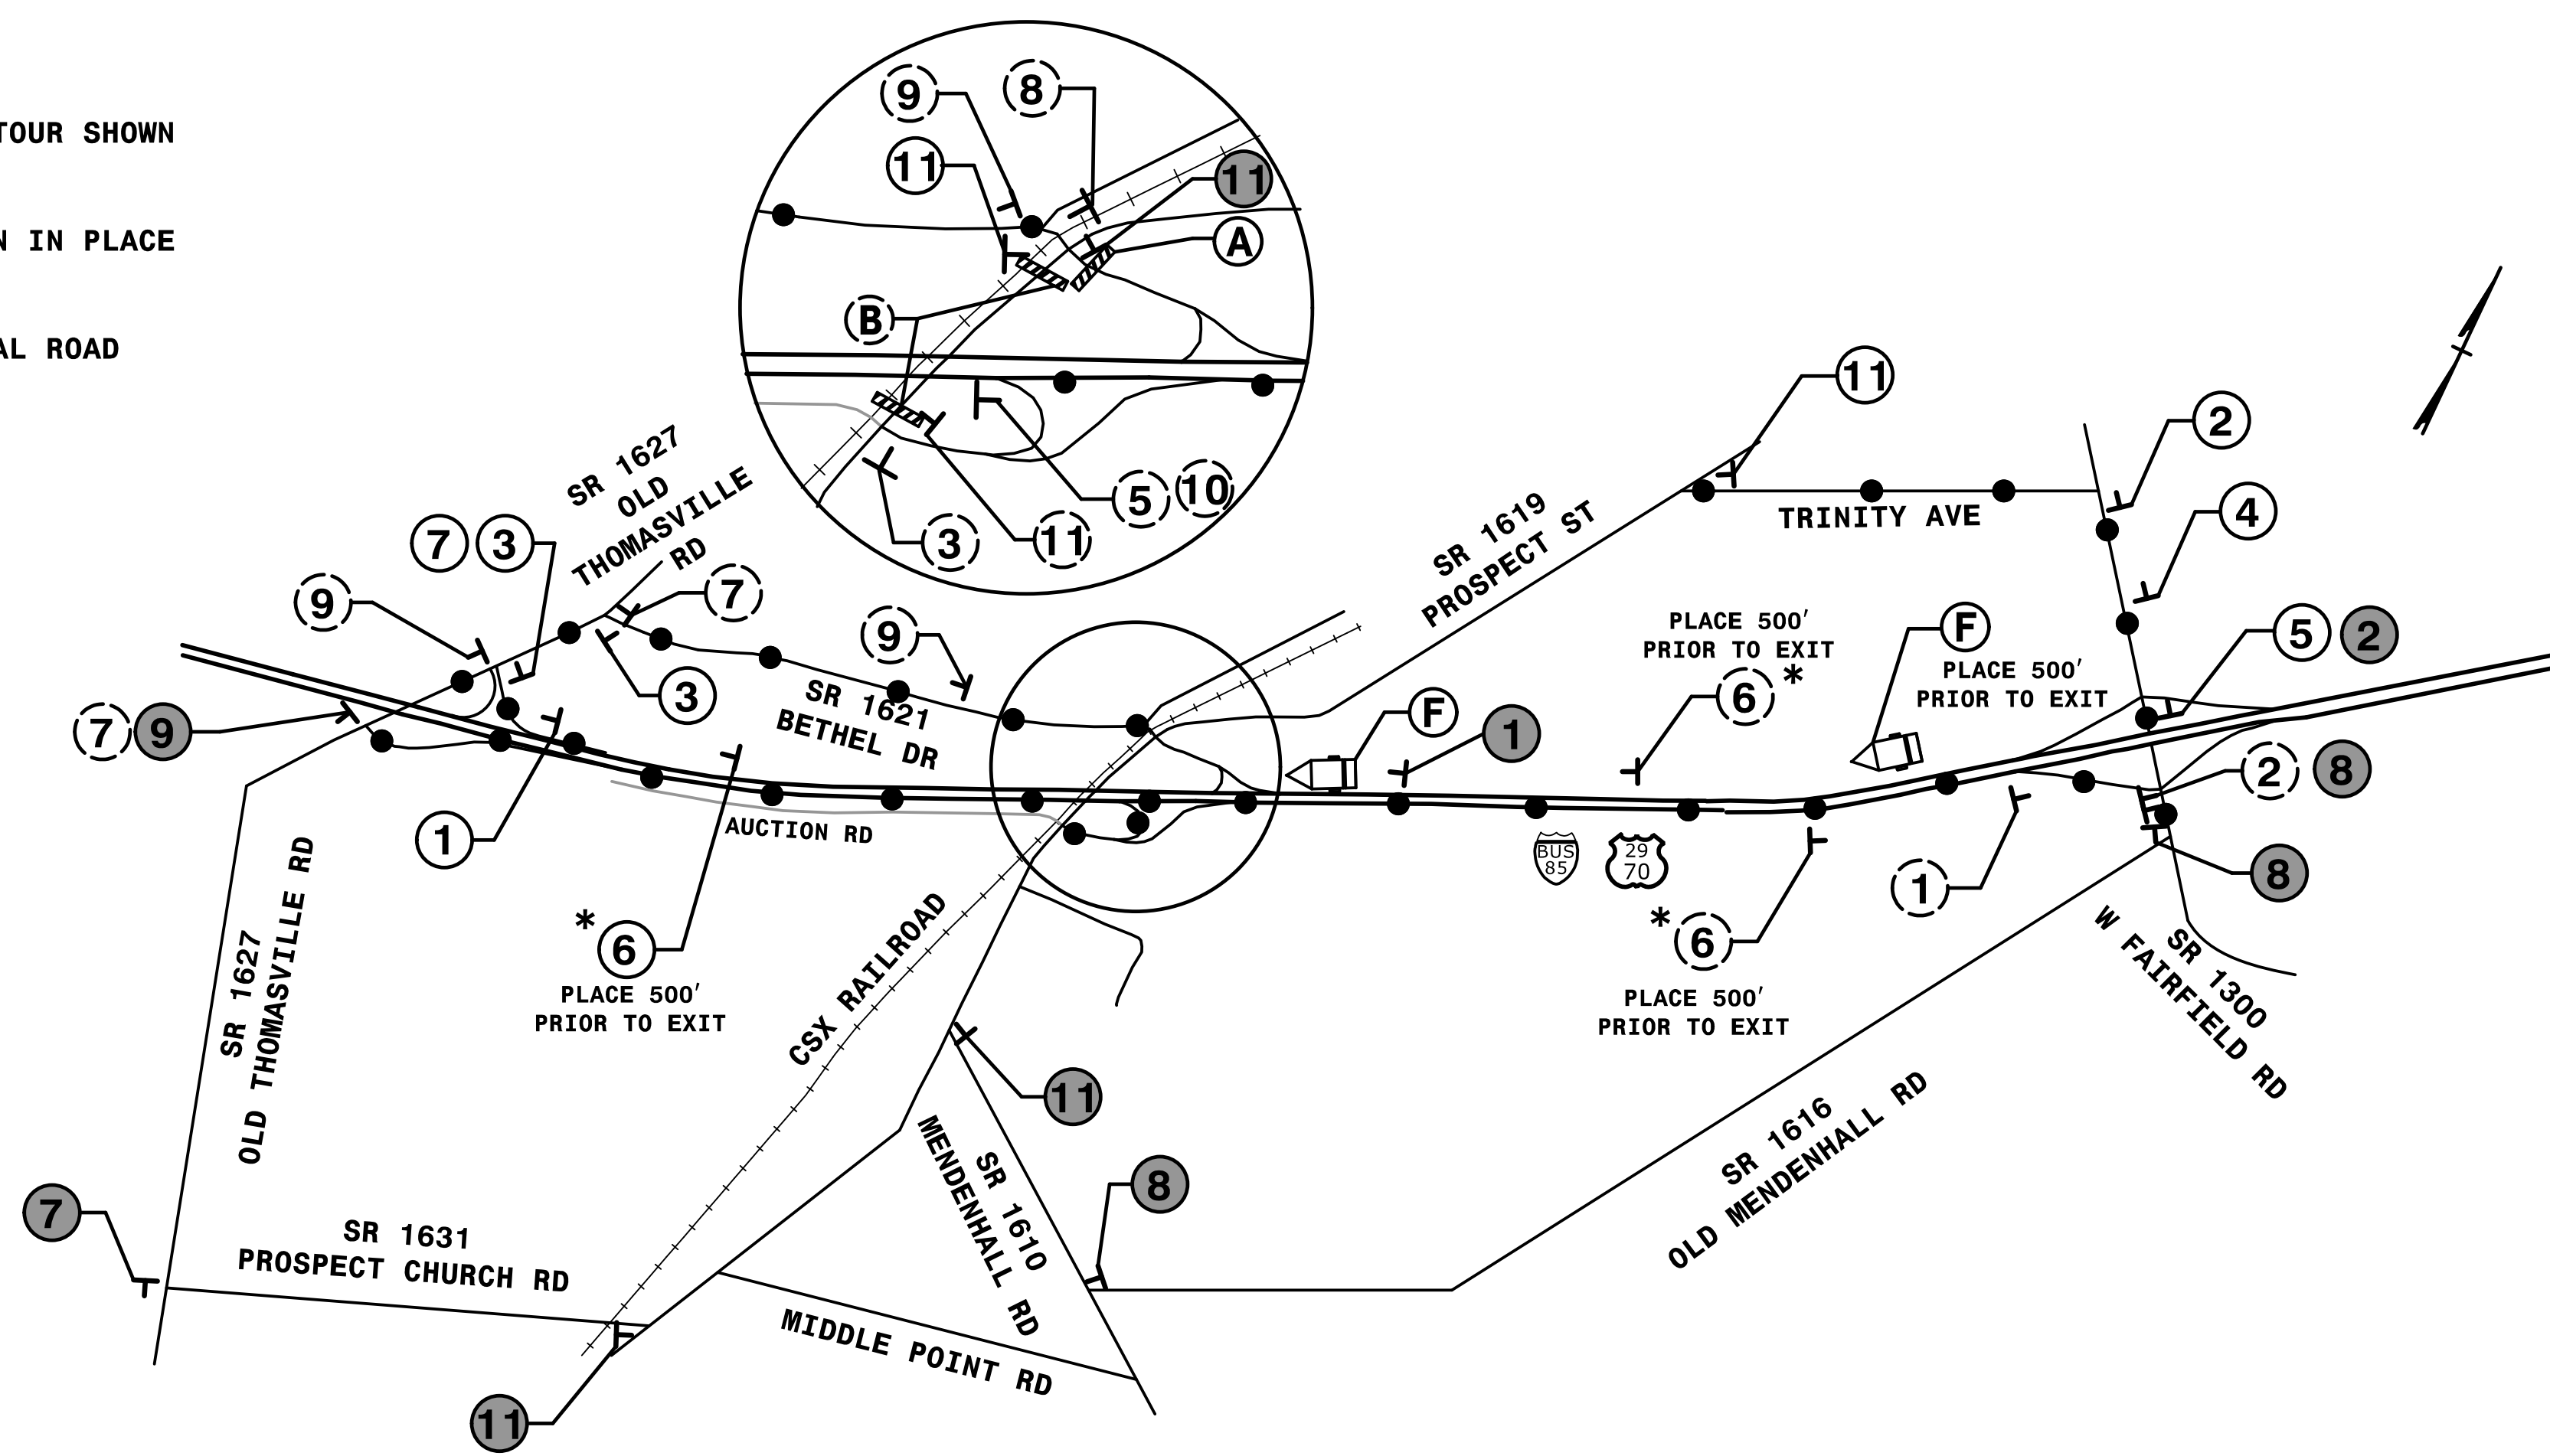 TOUR SHOWN
N IN PLACE
AL ROAD
9
8
11
11
A
B
5
10
3
11
SR 1627
OLD
THOMASVILLE
RD
7
3
9
7
9
3
7
9
1
SR 1621
BETHEL DR
AUCTION RD
*
6
PLACE 500'
PRIOR TO EXIT
SR 1619
PROSPECT ST
11
TRINITY AVE
2
4
PLACE 500'
PRIOR TO EXIT
6
*
F
PLACE 500'
PRIOR TO EXIT
5
2
F
1
2
8
BUS
85
29
70
*
6
PLACE 500'
PRIOR TO EXIT
1
8
SR 1300
W FAIRFIELD RD
CSX RAILROAD
SR 1627
OLD THOMASVILLE RD
11
8
SR 1610
MENDENHALL RD
SR 1616
OLD MENDENHALL RD
7
SR 1631
PROSPECT CHURCH RD
MIDDLE POINT RD
11